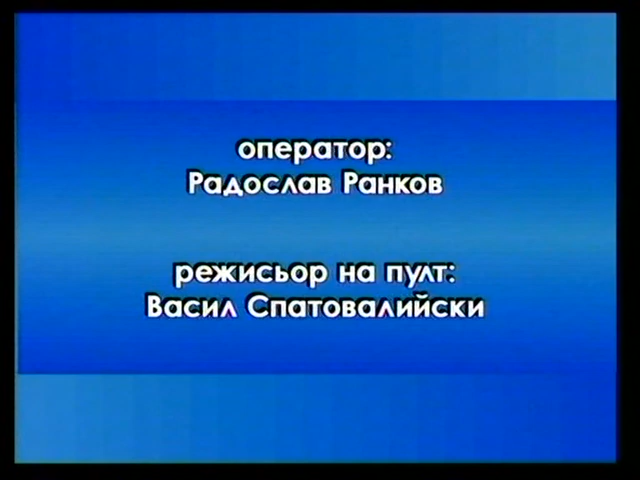 оператор:
Радослав Ранков
режисьор на пулт:
Васил Спатовалийски